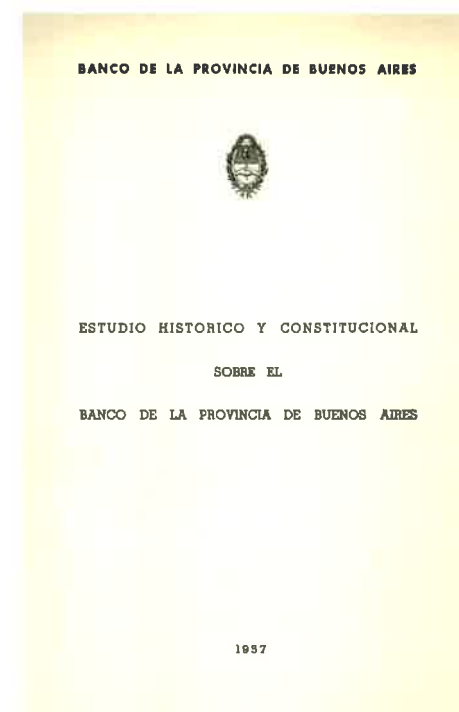 BANCO DE LA PROVINCIA DE BUENOS AIRES
ESTUDIO HISTORICO Y CONSTITUCIONAL
SOBRE EL
BANCO DE LA PROVINCIA DE BUENOS AIRES
1957